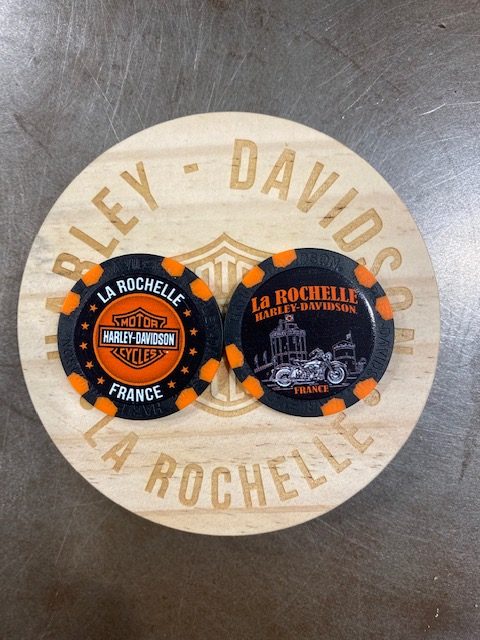 HARLEY - DAVIDSON
LA ROCHELLE
MOTOR
HARLEY-DAVIDSON
CYCLES
FRANCE
LA ROCHELLE
HARLEY-DAVIDSON
FRANCE
LA ROCHELLE